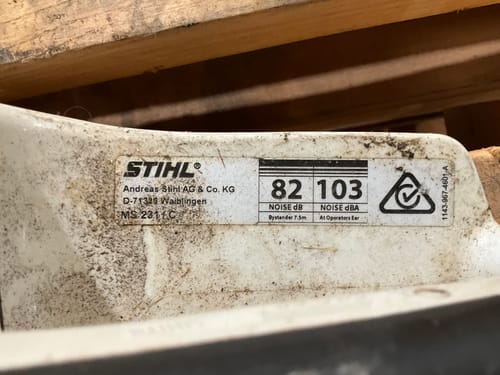 STIHL®
Andreas Stihl AG & Co. KG
D-71336 Waiblingen
MS 231 / C
82
NOISE dB
Bystander 7.5m
103
NOISE dBA
At Operators Ear
1143-967-4601 A